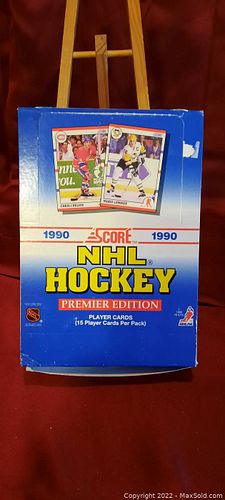 1990 SCORE 1990
NHL
HOCKEY
PREMIER EDITION
PLAYER CARDS
(15 Player Cards Per Pack)
Copyright 2022 - MaxSold.com